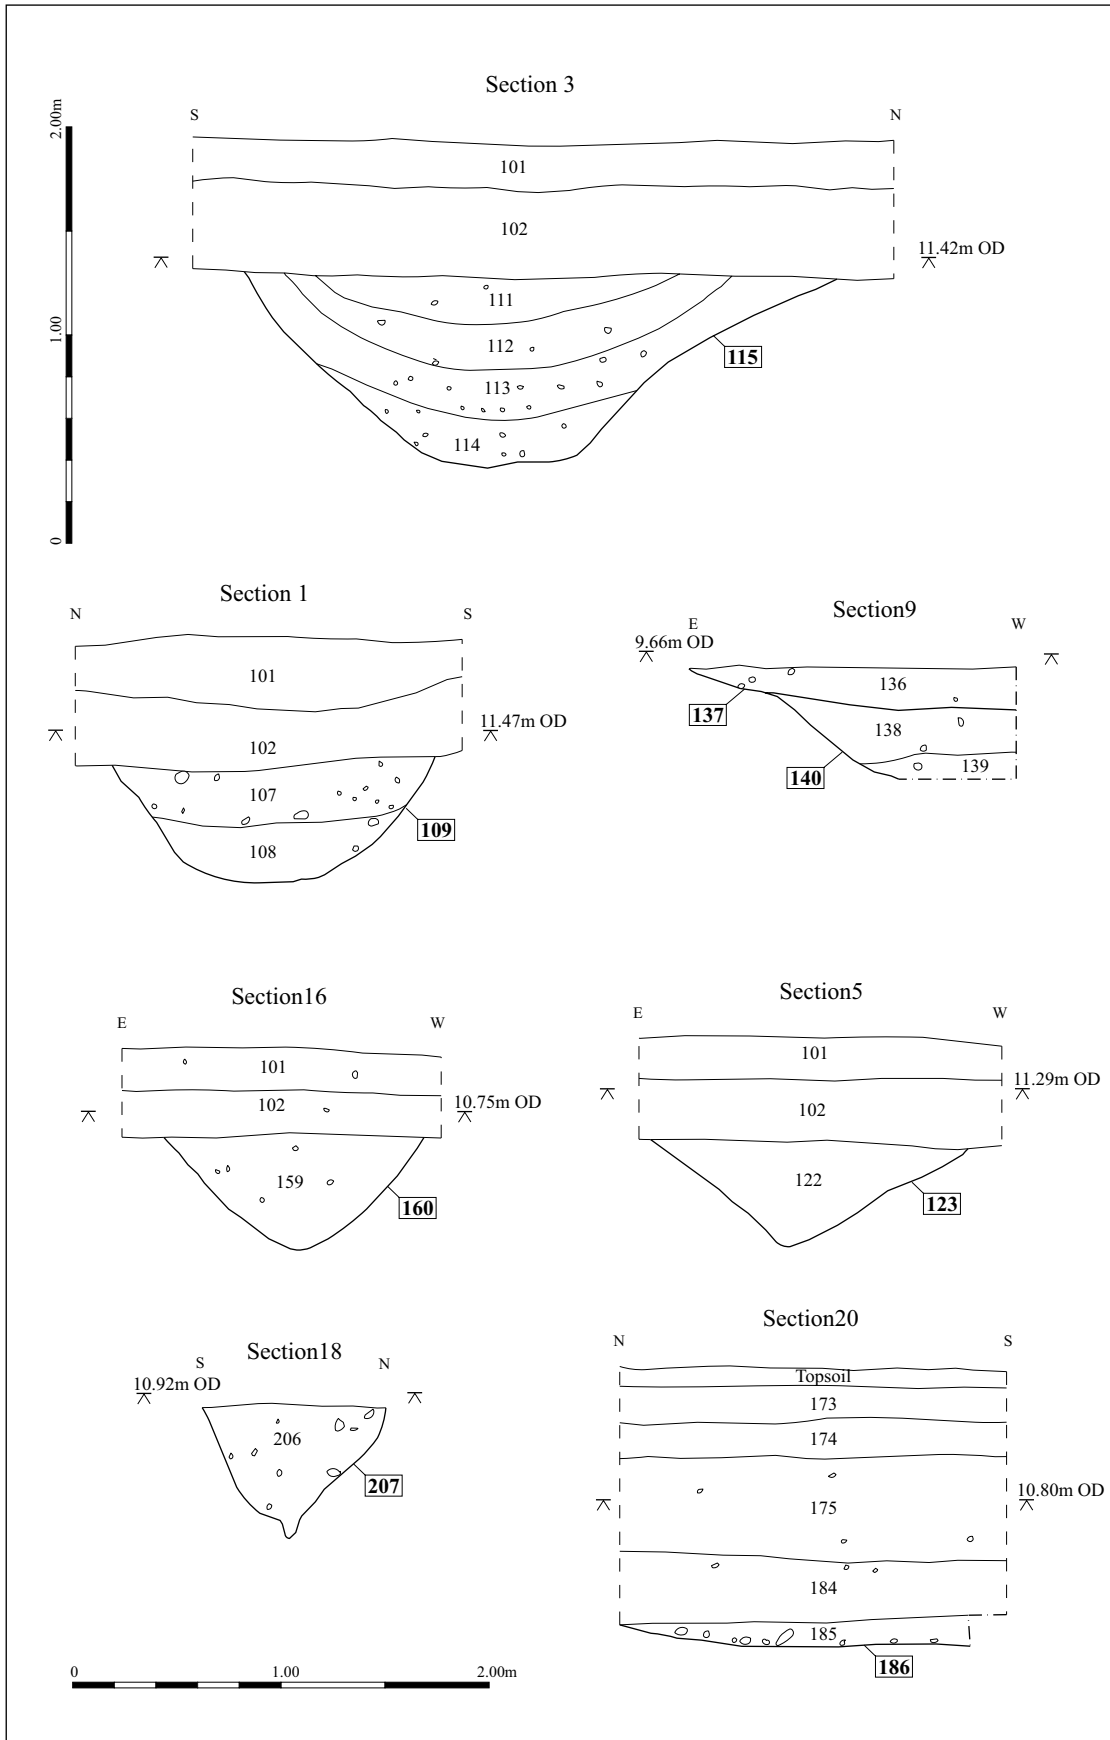 Section 3
S
N
2.00m
1.00
0
101
102
11.42m OD
111
112
113
114
115
Section 1
N
S
101
102
11.47m OD
107
108
109
Section9
E
W
9.66m OD
136
137
138
139
140
Section16
E
W
101
102
10.75m OD
159
160
Section5
E
W
101
11.29m OD
102
122
123
Section18
S
N
10.92m OD
206
207
Section20
N
S
Topsoil
173
174
175
10.80m OD
184
185
186
0
1.00
2.00m